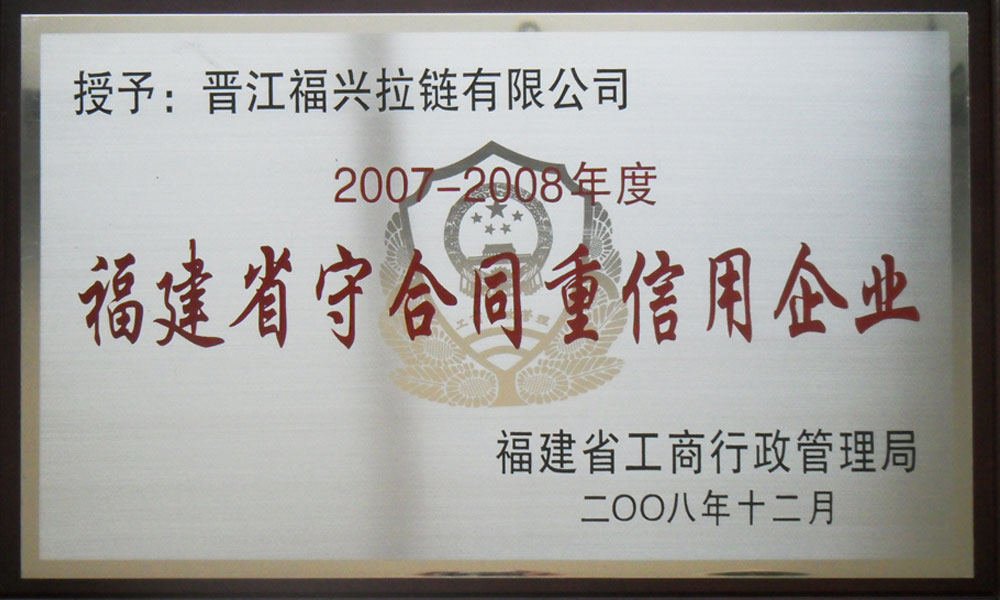 授予：晋江福兴拉链有限公司
2007-2008年度
福建省守合同重信用企业
福建省工商行政管理局
二〇〇八年十二月